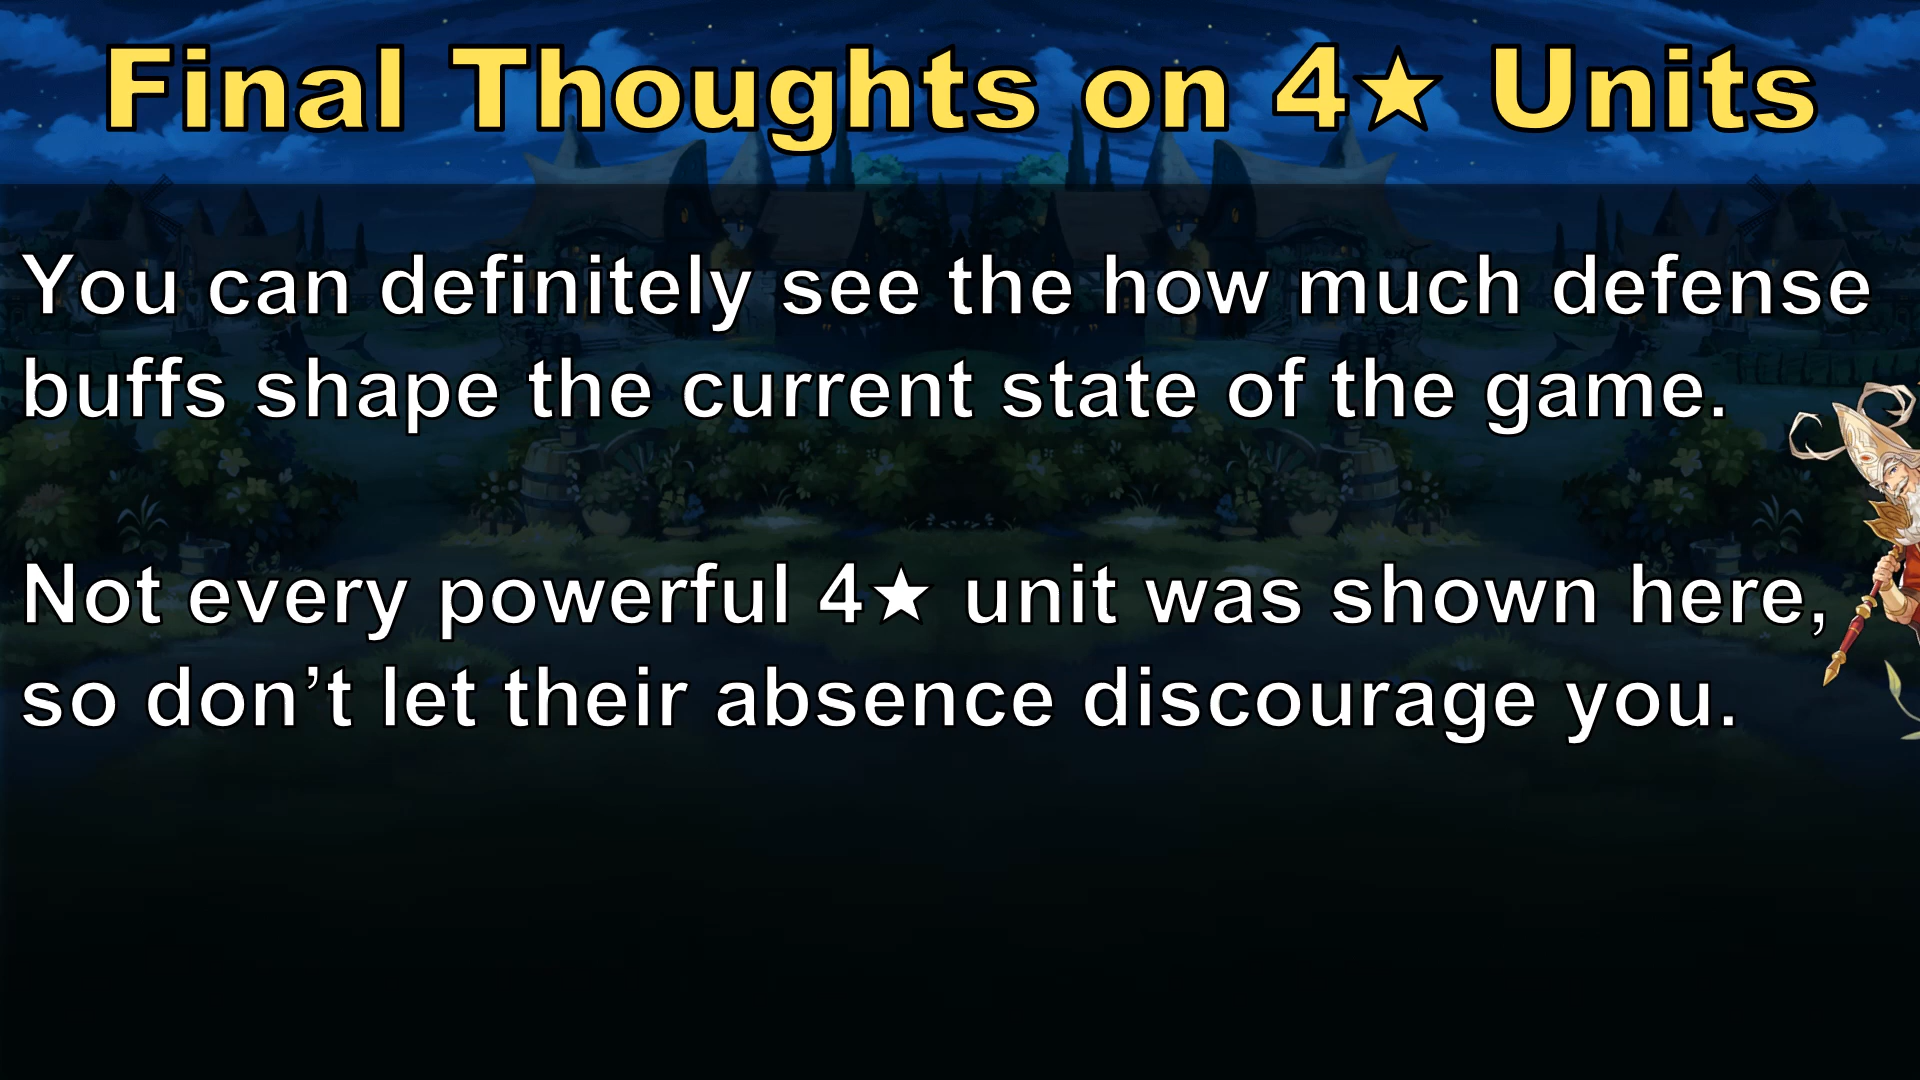 Final Thoughts on 4★ Units
You can definitely see the how much defense
buffs shape the current state of the game.
Not every powerful 4★ unit was shown here,
so don’t let their absence discourage you.